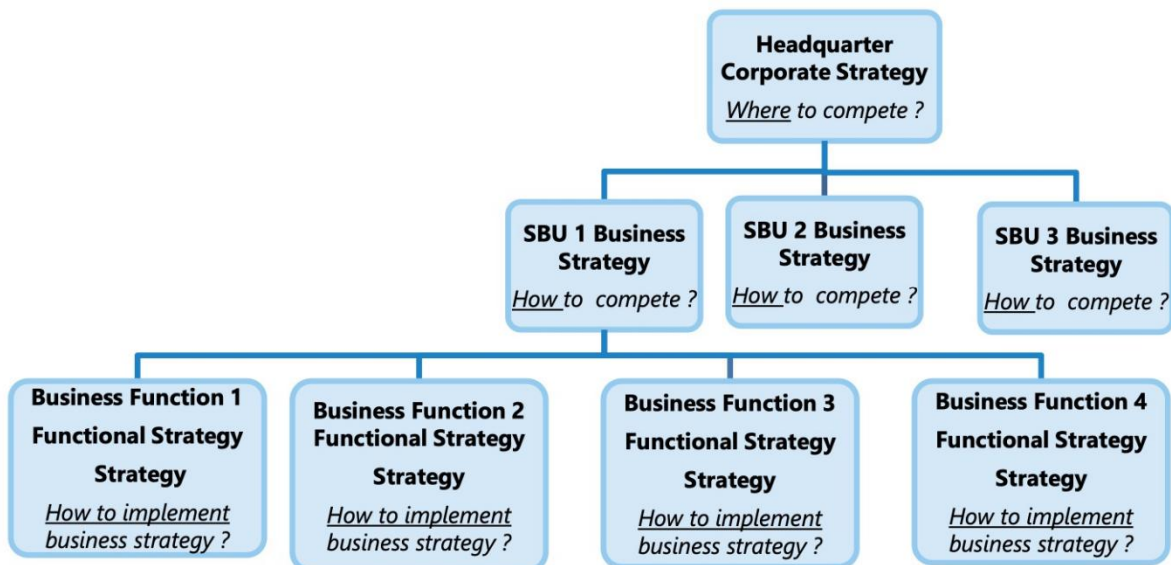 Headquarter
Corporate Strategy
Where to compete ?
SBU 1 Business
Strategy
How to  compete ?
SBU 2 Business
Strategy
How to  compete ?
SBU 3 Business
Strategy
How to  compete ?
Business Function 1
Functional Strategy
Strategy
How to implement
business strategy ?
Business Function 2
Functional Strategy
Strategy
How to implement
business strategy ?
Business Function 3
Functional Strategy
Strategy
How to implement
business strategy ?
Business Function 4
Functional Strategy
Strategy
How to implement
business strategy ?